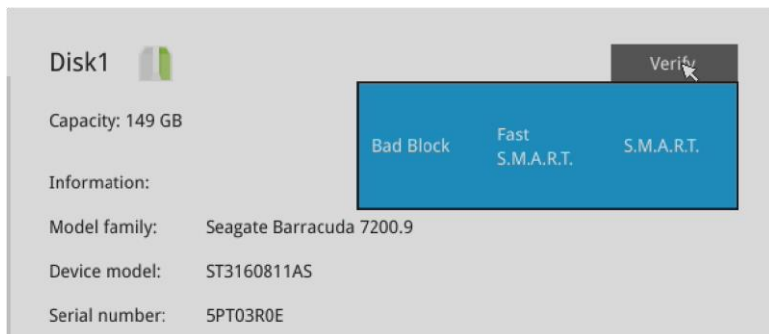 Disk1
Verify
Capacity: 149 GB
Bad Block
Fast
S.M.A.R.T.
S.M.A.R.T.
Information:
Model family: Seagate Barracuda 7200.9
Device model: ST3160811AS
Serial number: 5PT03R0E